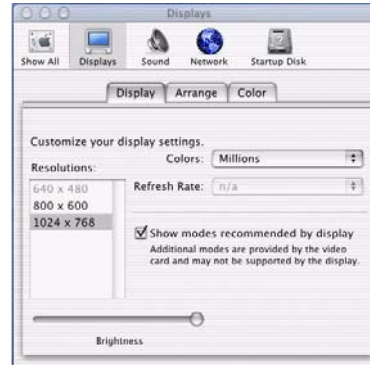 Displays
Show All Displays Sound Network Startup Disk
Display Arrange Color
Customize your display settings.
Colors: Millions
Resolutions:
Refresh Rate: n/a
640 x 480
800 x 600
1024 x 768
Show modes recommended by display
Additional modes are provided by the video
card and may not be supported by the display.
Brightness